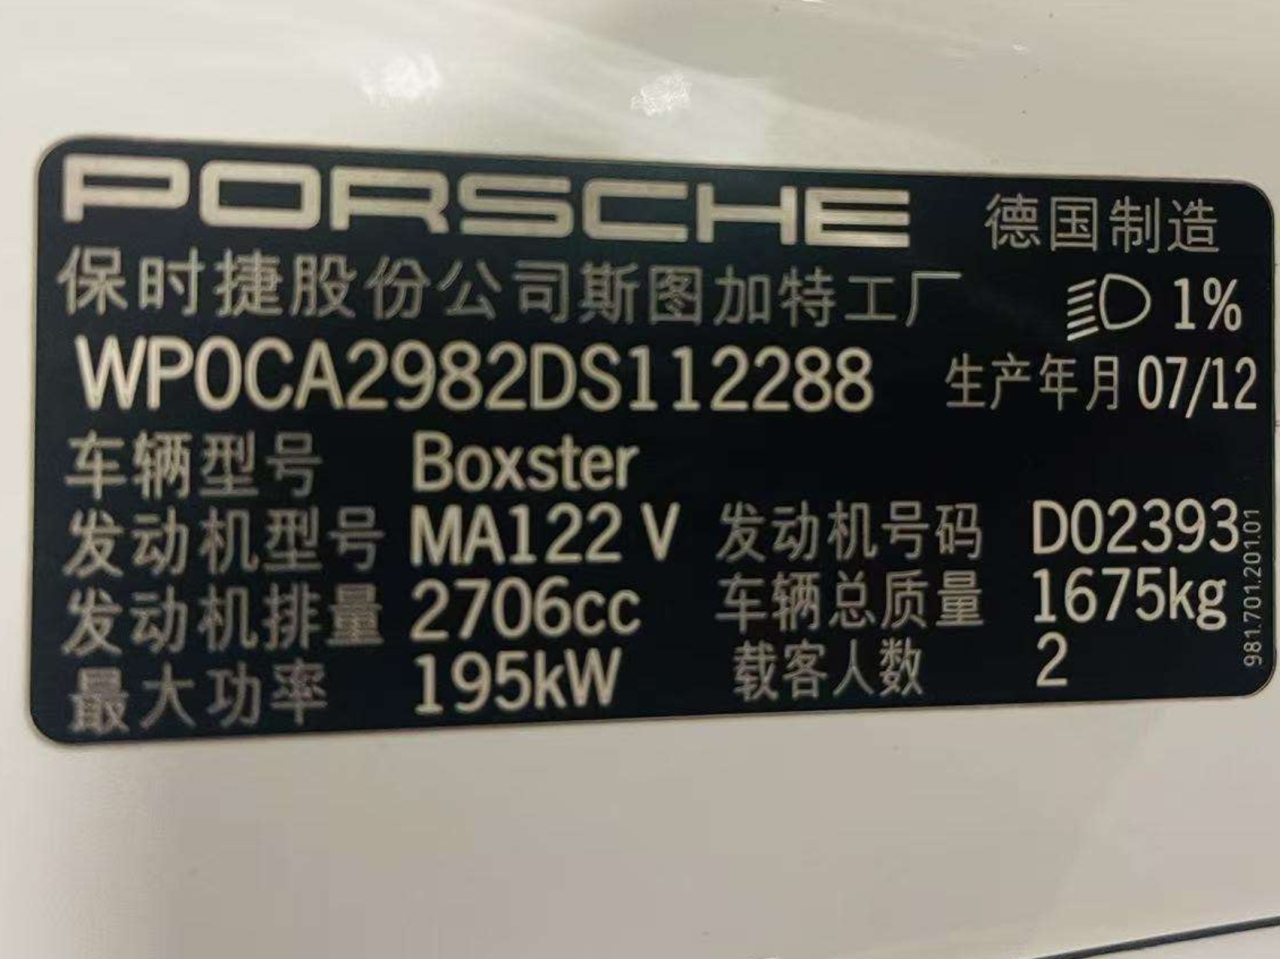 PORSCHE 德国制造
保时捷股份公司斯图加特工厂 1%
WP0CA2982DS112288 生产年月 07/12
车辆型号 Boxster
发动机型号 MA122 V 发动机号码 D02393
发动机排量 2706cc 车辆总质量 1675kg
最大功率 195kW 载客人数 2
981.701.201.01